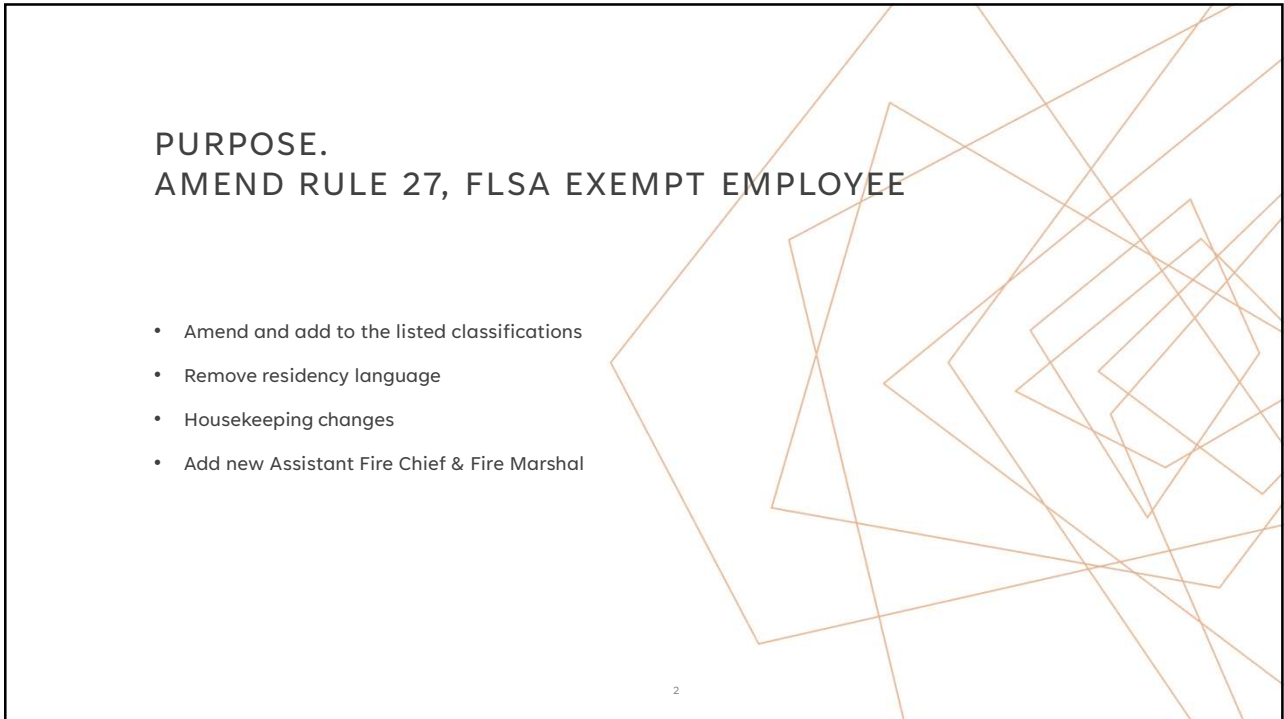 PURPOSE.
AMEND RULE 27, FLSA EXEMPT EMPLOYEE
• Amend and add to the listed classifications
• Remove residency language
• Housekeeping changes
• Add new Assistant Fire Chief & Fire Marshal
2